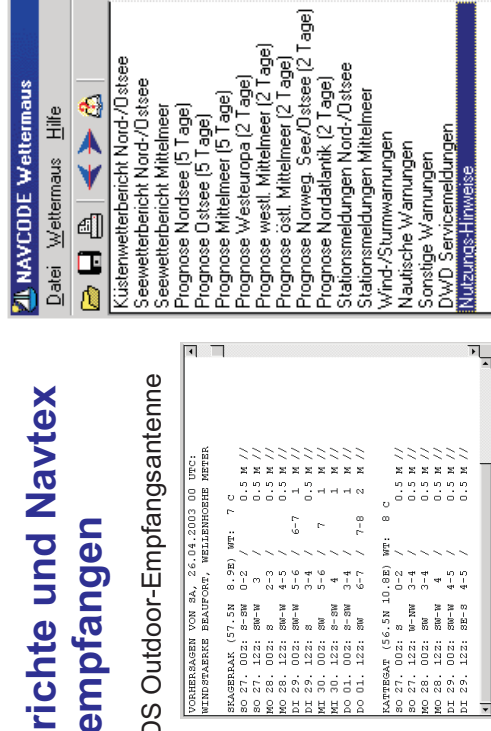 richte und Navtex
empfangen
OS Outdoor-Empfangsantenne
VORHERSAGEN VON SA, 26.04.2003 00 UTC:
WINDSTAERKE BEAUFORT, WELLENHOEHE METER
SKAGERRAK (57.5N 8.9E) WT: 7 C
SO 27. 00Z: S-SW 0-2 / 0.5 M //
SO 27. 12Z: SW-W 3 / 0.5 M //
MO 28. 00Z: S 2-3 / 0.5 M //
MO 28. 12Z: SW-W 4-5 / 0.5 M //
DI 29. 00Z: SW-W 5-6 / 6-7 1 M //
DI 29. 12Z: S 3-4 / 0.5 M //
MI 30. 00Z: SW 5-6 / 7 1 M //
MI 30. 12Z: S-SW 4 / 1 M //
DO 01. 00Z: S-SW 3-4 / 1 M //
DO 01. 12Z: SW 6-7 / 7-8 2 M //
KATTEGAT (56.5N 10.8E) WT: 8 C
SO 27. 00Z: S 0-2 / 0.5 M //
SO 27. 12Z: W-NW 3-4 / 0.5 M //
MO 28. 00Z: SW 3-4 / 0.5 M //
MO 28. 12Z: SW-W 4 / 0.5 M //
DI 29. 00Z: SW-W 4-5 / 0.5 M //
DI 29. 12Z: SE-S 4-5 / 0.5 M //
NAVCODE Wettermaus
Datei Wettermaus Hilfe
Küstenwetterbericht Nord-/Ostsee
Seewetterbericht Nord-/Ostsee
Seewetterbericht Mittelmeer
Prognose Nordsee (5 Tage)
Prognose Ostsee (5 Tage)
Prognose Mittelmeer (5 Tage)
Prognose Westeuropa (2 Tage)
Prognose westl. Mittelmeer (2 Tage)
Prognose östl. Mittelmeer (2 Tage)
Prognose Norweg. See/Ostsee (2 Tage)
Prognose Nordatlantik (2 Tage)
Stationsmeldungen Nord-/Ostsee
Stationsmeldungen Mittelmeer
Wind-/Sturmwarnungen
Nautische Warnungen
Sonstige Warnungen
DWD Servicemeldungen
Nutzungs-Hinweise